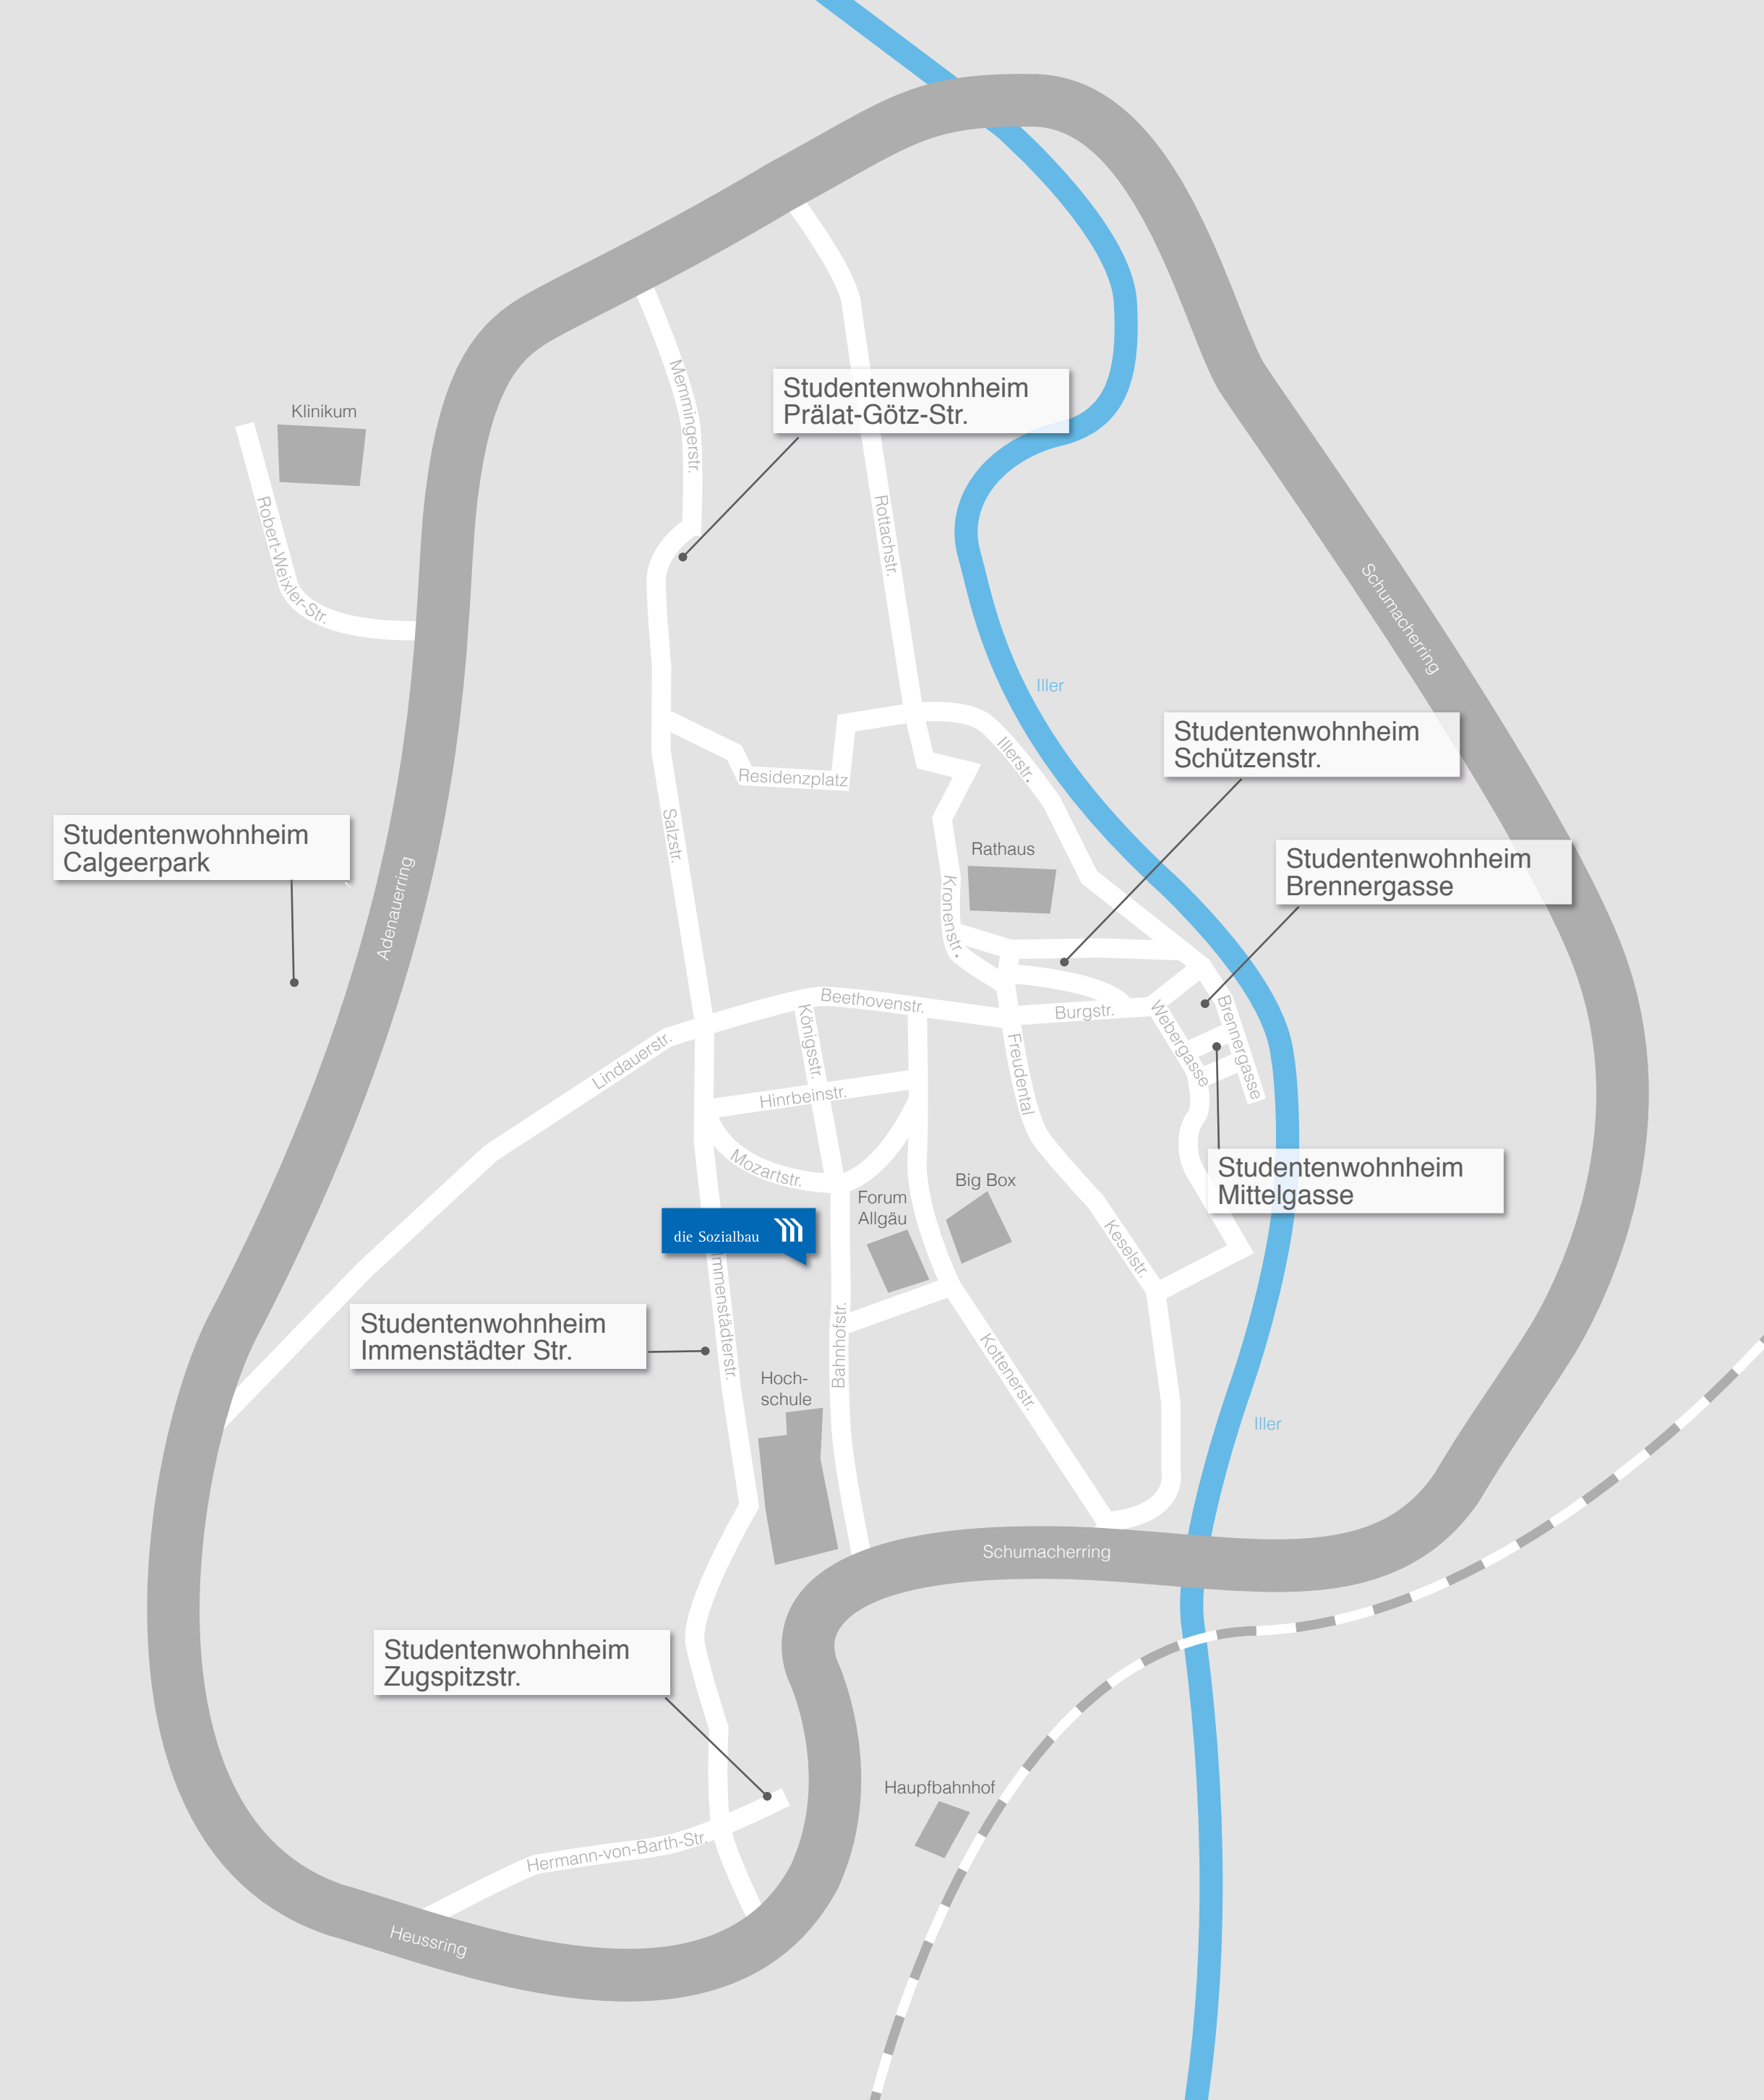 Studentenwohnheim
Prälat-Götz-Str.
Klinikum
Memmingerstr.
Robert-Weixler-Str.
Rottachstr.
Schumacherring
Iller
Studentenwohnheim
Schützenstr.
Illerstr.
Residenzplatz
Salzstr.
Studentenwohnheim
Calgeerpark
Adenauerring
Rathaus
Kronenstr.
Studentenwohnheim
Brennergasse
Beethovenstr.
Königsstr.
Burgstr.
Webergasse
Brennergasse
Lindauerstr.
Freudental
Hinrbeinstr.
Mozartstr.
Studentenwohnheim
Mittelgasse
Big Box
Forum
Allgäu
die Sozialbau
Keselstr.
Immenstädterstr.
Studentenwohnheim
Immenstädter Str.
Bahnhofstr.
Kottenerstr.
Hoch-
schule
Iller
Schumacherring
Studentenwohnheim
Zugspitzstr.
Haupfbahnhof
Hermann-von-Barth-Str.
Heussring